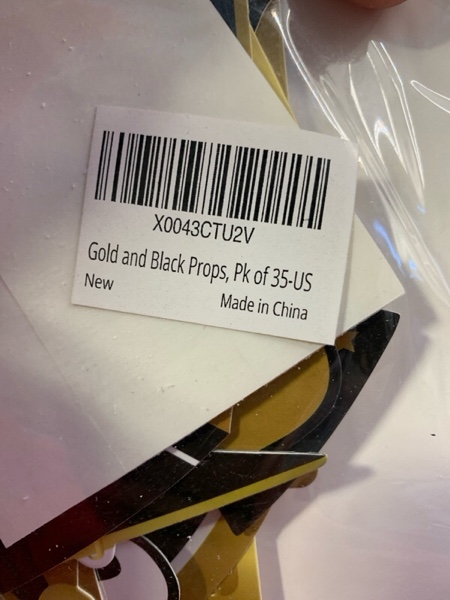 X0043CTU2V
Gold and Black Props, Pk of 35-US
New
Made in China